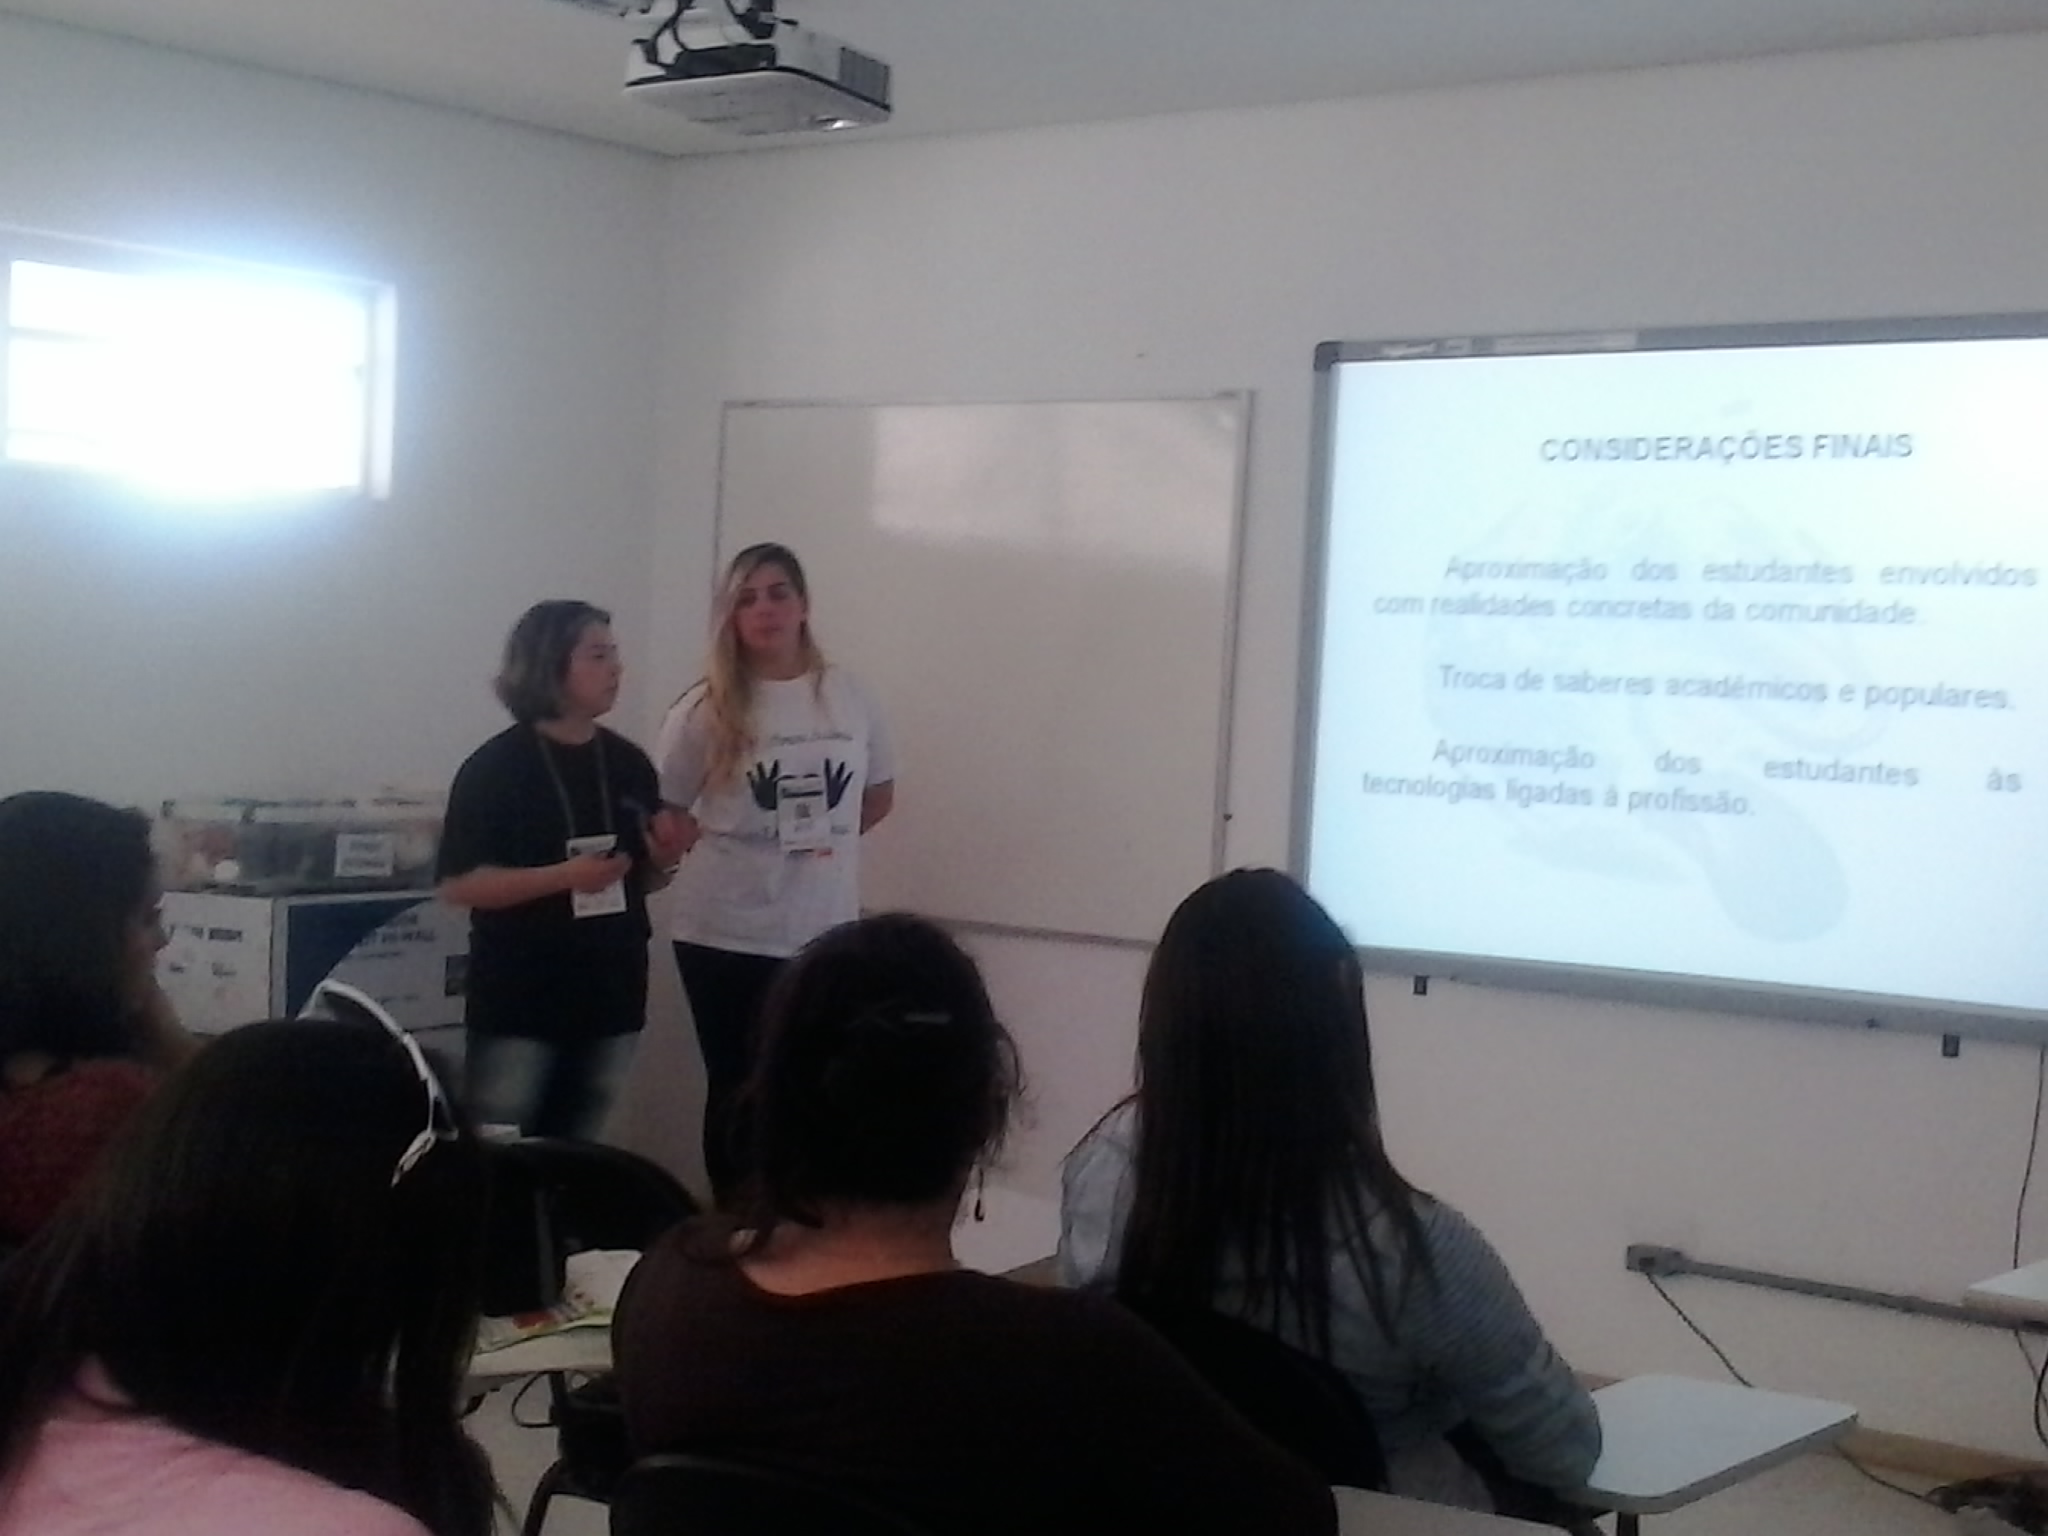 CONSIDERAÇÕES FINAIS
Aproximação dos estudantes envolvidos
com realidades concretas da comunidade.
Troca de saberes acadêmicos e populares.
Aproximação dos estudantes às
tecnologias ligadas à profissão.